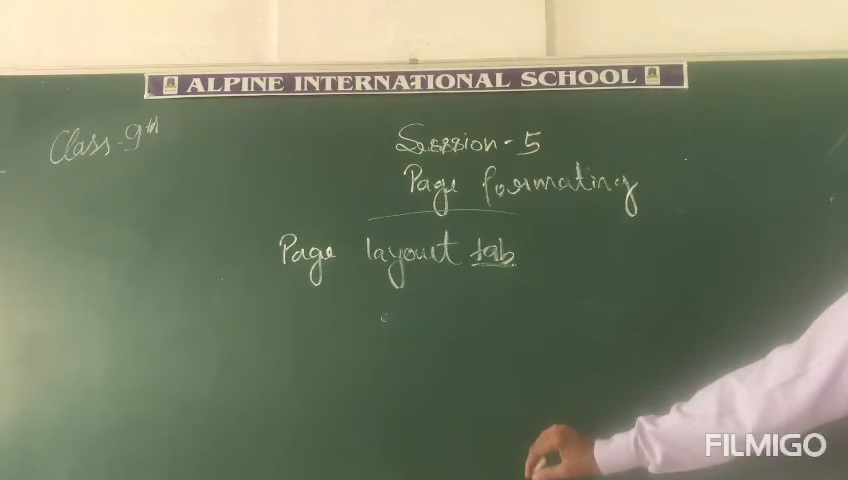 ALPINE INTERNATIONAL SCHOOL
Class-9th
Session-5
Page formating
Page layout tab
FILMIGO